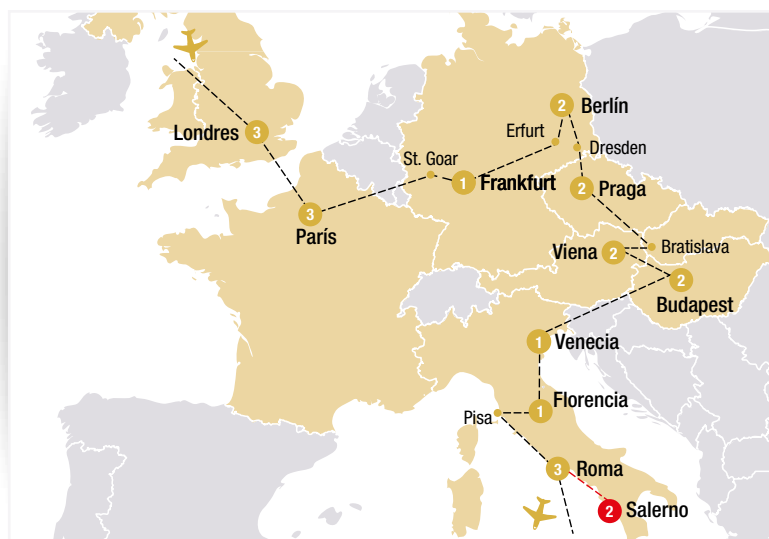 Londres
3
3
París
St. Goar
1
Frankfurt
Erfurt
2
Berlín
Dresden
2
Praga
Bratislava
Viena
2
2
Budapest
1
Venecia
1
Florencia
Pisa
3
Roma
2
Salerno